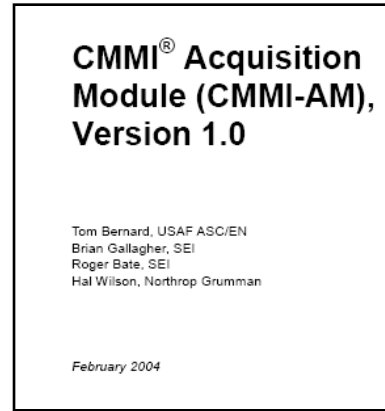 CMMI® Acquisition
Module (CMMI-AM),
Version 1.0
Tom Bernard, USAF ASC/EN
Brian Gallagher, SEI
Roger Bate, SEI
Hal Wilson, Northrop Grumman
February 2004